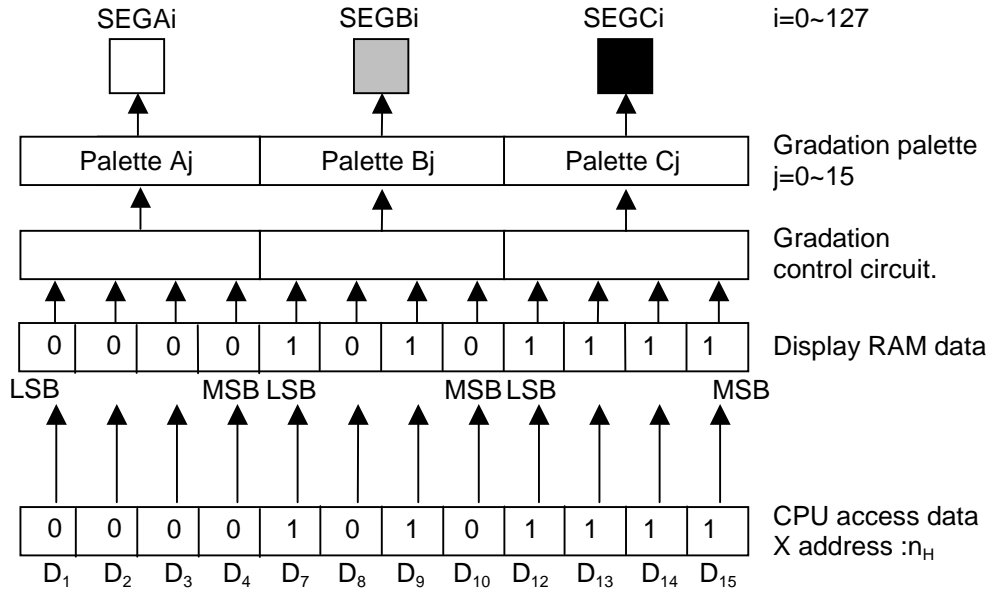 SEGAi SEGBi SEGCi i=0~127
Palette Aj Palette Bj Palette Cj Gradation palette
j=0~15
Gradation
control circuit.
0 0 0 0 1 0 1 0 1 1 1 1 Display RAM data
LSB MSB LSB MSB LSB MSB
0 0 0 0 1 0 1 0 1 1 1 1 CPU access data
X address :nH
D1 D2 D3 D4 D7 D8 D9 D10 D12 D13 D14 D15